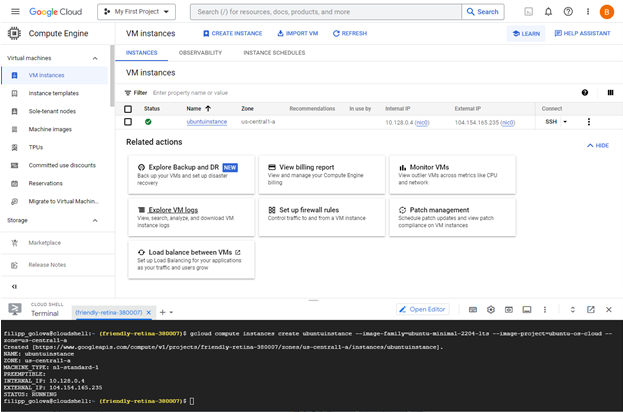 Google Cloud
My First Project
Search (/) for resources, docs, products, and more
Search
B
Compute Engine
VM instances
CREATE INSTANCE
IMPORT VM
REFRESH
LEARN
HELP ASSISTANT
Virtual machines
VM instances
Instance templates
Sole-tenant nodes
Machine images
TPUs
Committed use discounts
Reservations
Migrate to Virtual Machin...
Storage
Marketplace
Release Notes
INSTANCES
OBSERVABILITY
INSTANCE SCHEDULES
VM instances
Filter Enter property name or value
Status Name Zone Recommendations In use by Internal IP External IP Connect
ubuntuinstance us-central1-a 10.128.0.4 (nic0) 104.154.165.235 (nic0) SSH
Related actions
HIDE
Explore Backup and DR NEW
Back up your VMs and set up disaster
recovery
View billing report
View and manage your Compute Engine
billing
Monitor VMs
View outlier VMs across metrics like CPU
and network
Explore VM logs
View, search, analyze, and download VM
instance logs
Set up firewall rules
Control traffic to and from a VM instance
Patch management
Schedule patch updates and view patch
compliance on VM instances
Load balance between VMs
Set up Load Balancing for your applications
as your traffic and users grow
CLOUD SHELL
Terminal
(friendly-retina-380007)
Open Editor
filipp_golova@cloudshell:~ (friendly-retina-380007)$ gcloud compute instances create ubuntuinstance --image-family=ubuntu-minimal-2204-lts --image-project=ubuntu-os-cloud --
zone=us-central1-a
Created [https://www.googleapis.com/compute/v1/projects/friendly-retina-380007/zones/us-central1-a/instances/ubuntuinstance].
NAME: ubuntuinstance
ZONE: us-central1-a
MACHINE_TYPE: n1-standard-1
PREEMPTIBLE:
INTERNAL_IP: 10.128.0.4
EXTERNAL_IP: 104.154.165.235
STATUS: RUNNING
filipp_golova@cloudshell:~ (friendly-retina-380007)$